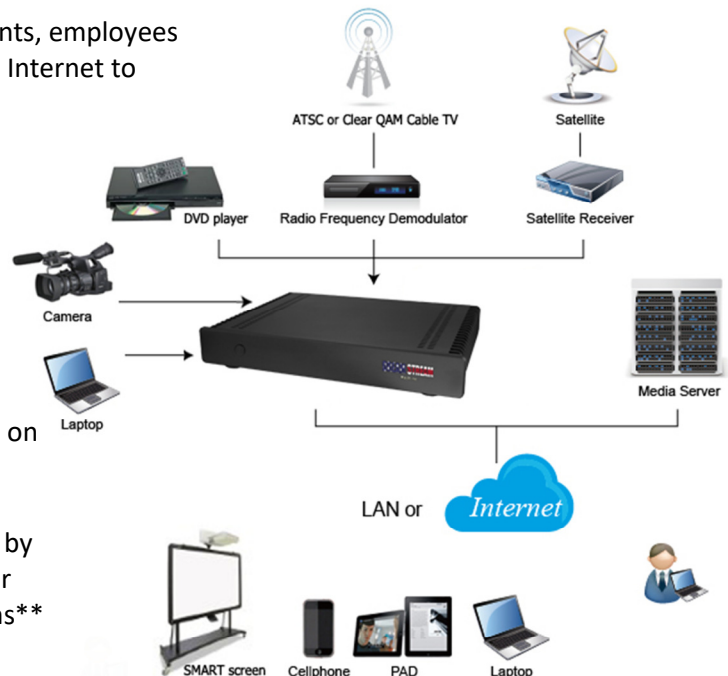 nts, employees
Internet to
ATSC or Clear QAM Cable TV
Satellite
DVD player
Radio Frequency Demodulator
Satellite Receiver
Camera
STREAM
Media Server
Laptop
on
LAN or Internet
by
r
ns**
SMART screen
Cellphone
PAD
Laptop